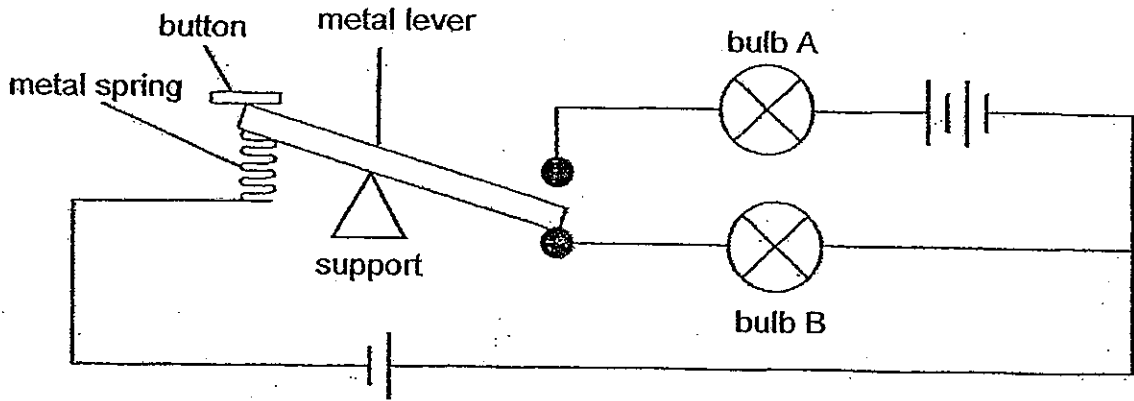 button
metal lever
bulb A
metal spring
support
bulb B